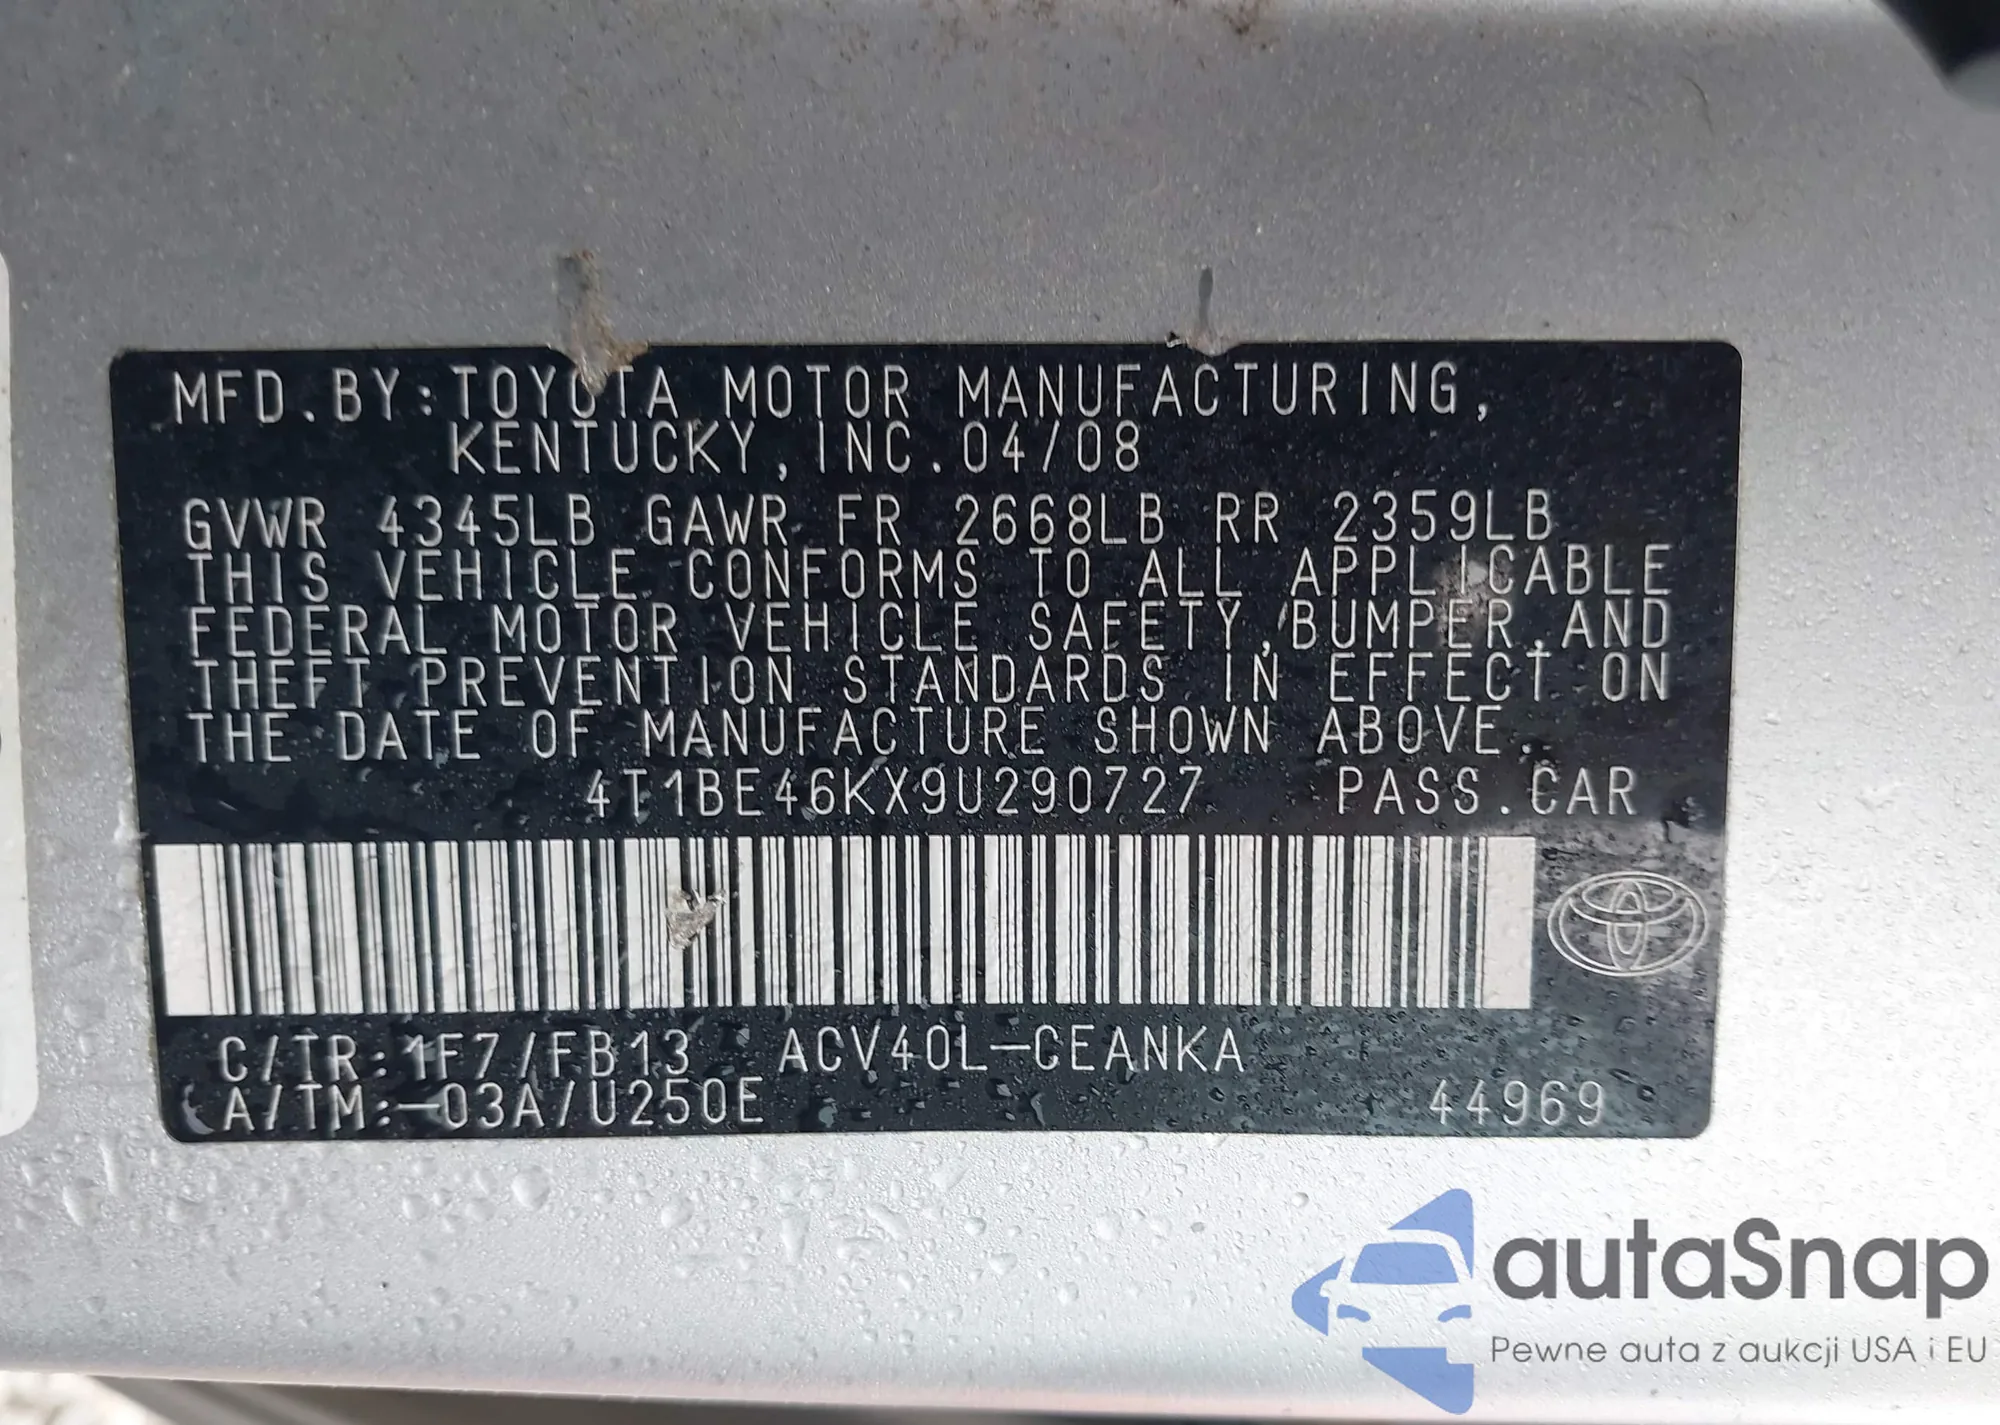 MFD.BY:TOYOTA MOTOR MANUFACTURING,
KENTUCKY,INC.04/08
GVWR 4345LB GAWR FR 2668LB RR 2359LB
THIS VEHICLE CONFORMS TO ALL APPLICABLE
FEDERAL MOTOR VEHICLE SAFETY,BUMPER,AND
THEFT PREVENTION STANDARDS IN EFFECT ON
THE DATE OF MANUFACTURE SHOWN ABOVE.
4T1BE46KX9U290727 PASS.CAR
C/TR:1F7/FB13 ACV40L-CEANKA
A/TM:-03A/U250E 44969
autaSnap
Pewne auta z aukcji USA i EU